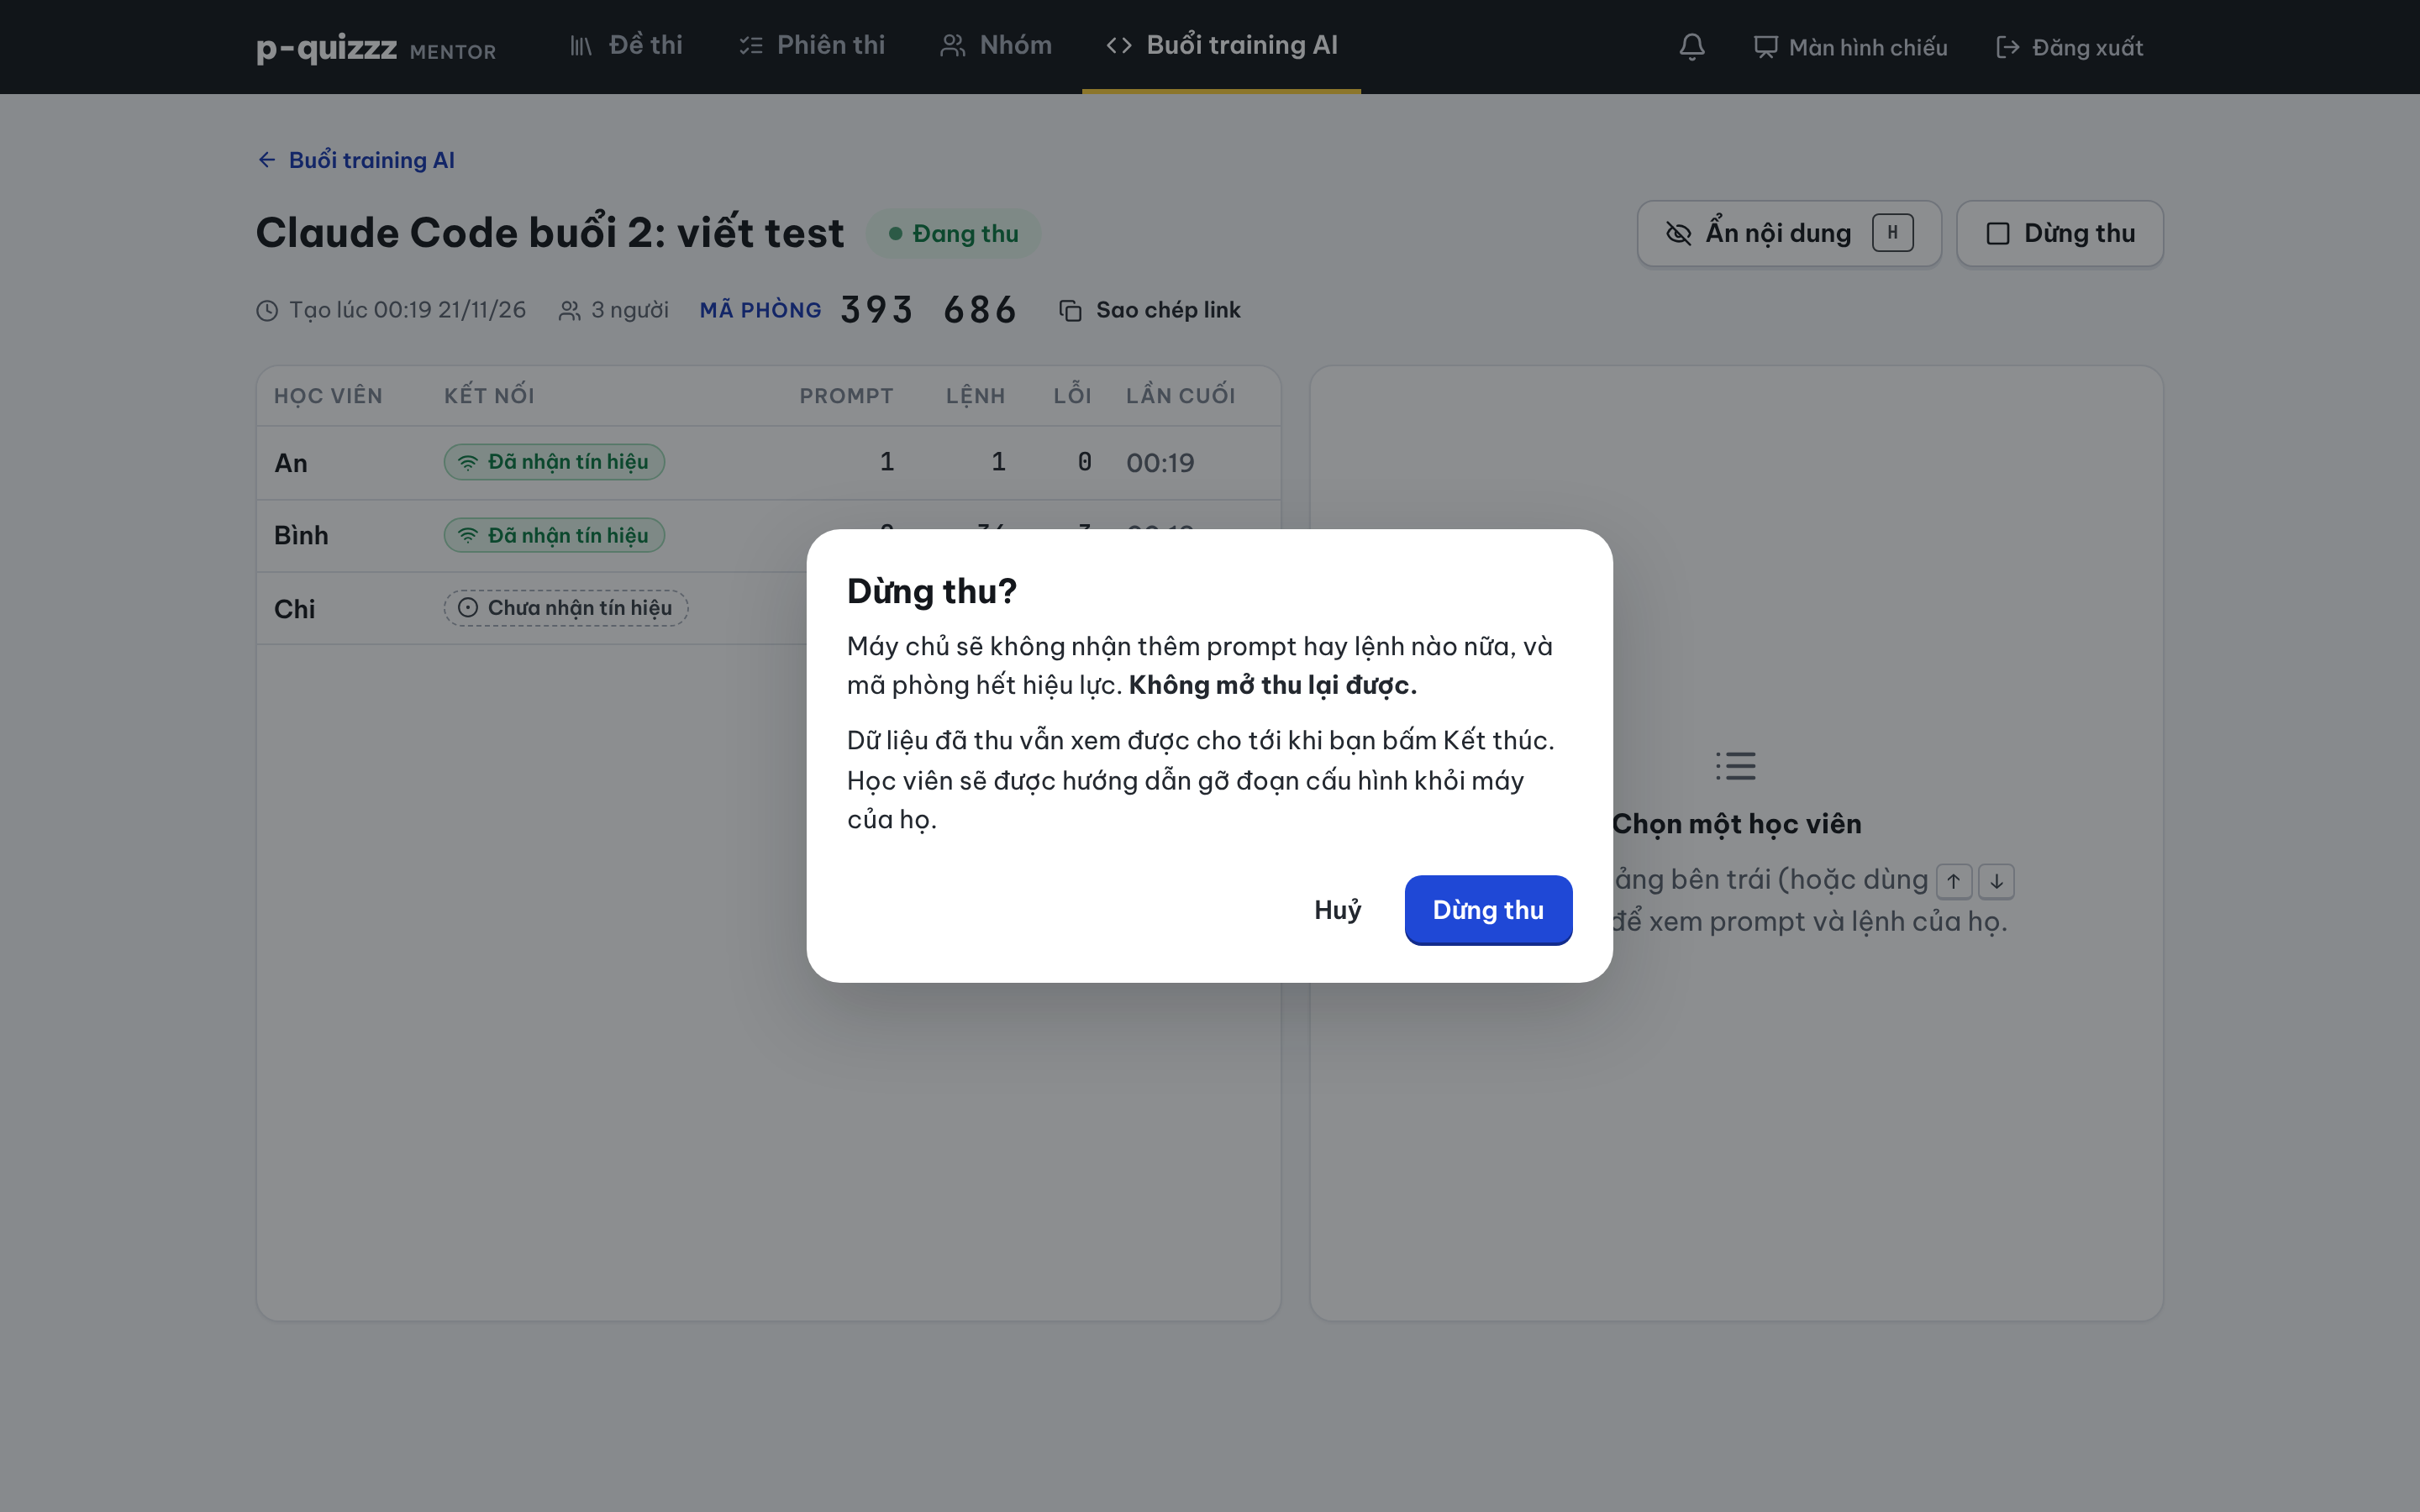 p-quizzz MENTOR
Đề thi
Phiên thi
Nhóm
Buổi training AI
Màn hình chiếu
Đăng xuất
Buổi training AI
Claude Code buổi 2: viết test
Đang thu
Ẩn nội dung H
Dừng thu
Tạo lúc 00:19 21/11/26
3 người
MÃ PHÒNG 393 686
Sao chép link
HỌC VIÊN KẾT NỐI PROMPT LỆNH LỖI LẦN CUỐI
An Đã nhận tín hiệu 1 1 0 00:19
Bình Đã nhận tín hiệu
Chi Chưa nhận tín hiệu
Dừng thu?
Máy chủ sẽ không nhận thêm prompt hay lệnh nào nữa, và
mã phòng hết hiệu lực. Không mở thu lại được.
Dữ liệu đã thu vẫn xem được cho tới khi bạn bấm Kết thúc.
Học viên sẽ được hướng dẫn gỡ đoạn cấu hình khỏi máy
của họ.
Huỷ
Dừng thu
Chọn một học viên
bên trái (hoặc dùng ↑ ↓
để xem prompt và lệnh của họ.